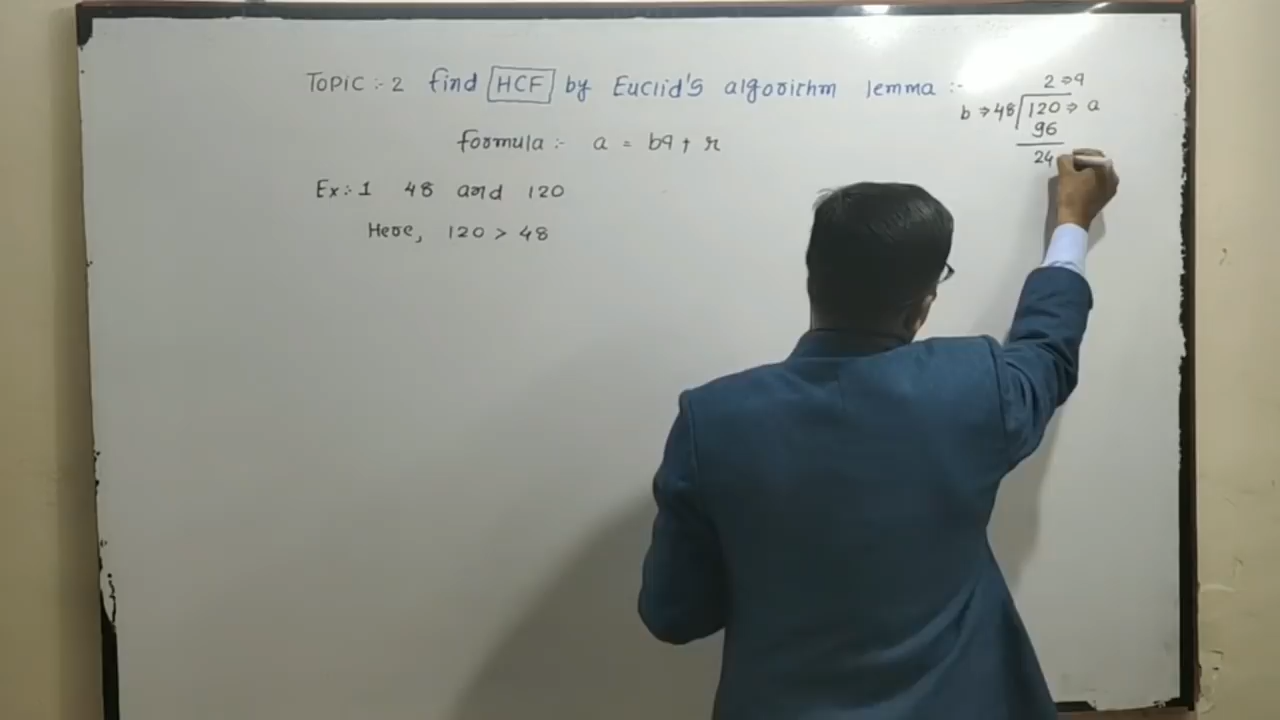 TOPIC :- 2 find HCF by Euclid's algorithm lemma :-
formula :- a = bq + r
Ex :- 1 48 and 120
Here, 120 > 48
2 ⇒ q
b ⇒ 48 120 ⇒ a
96
24